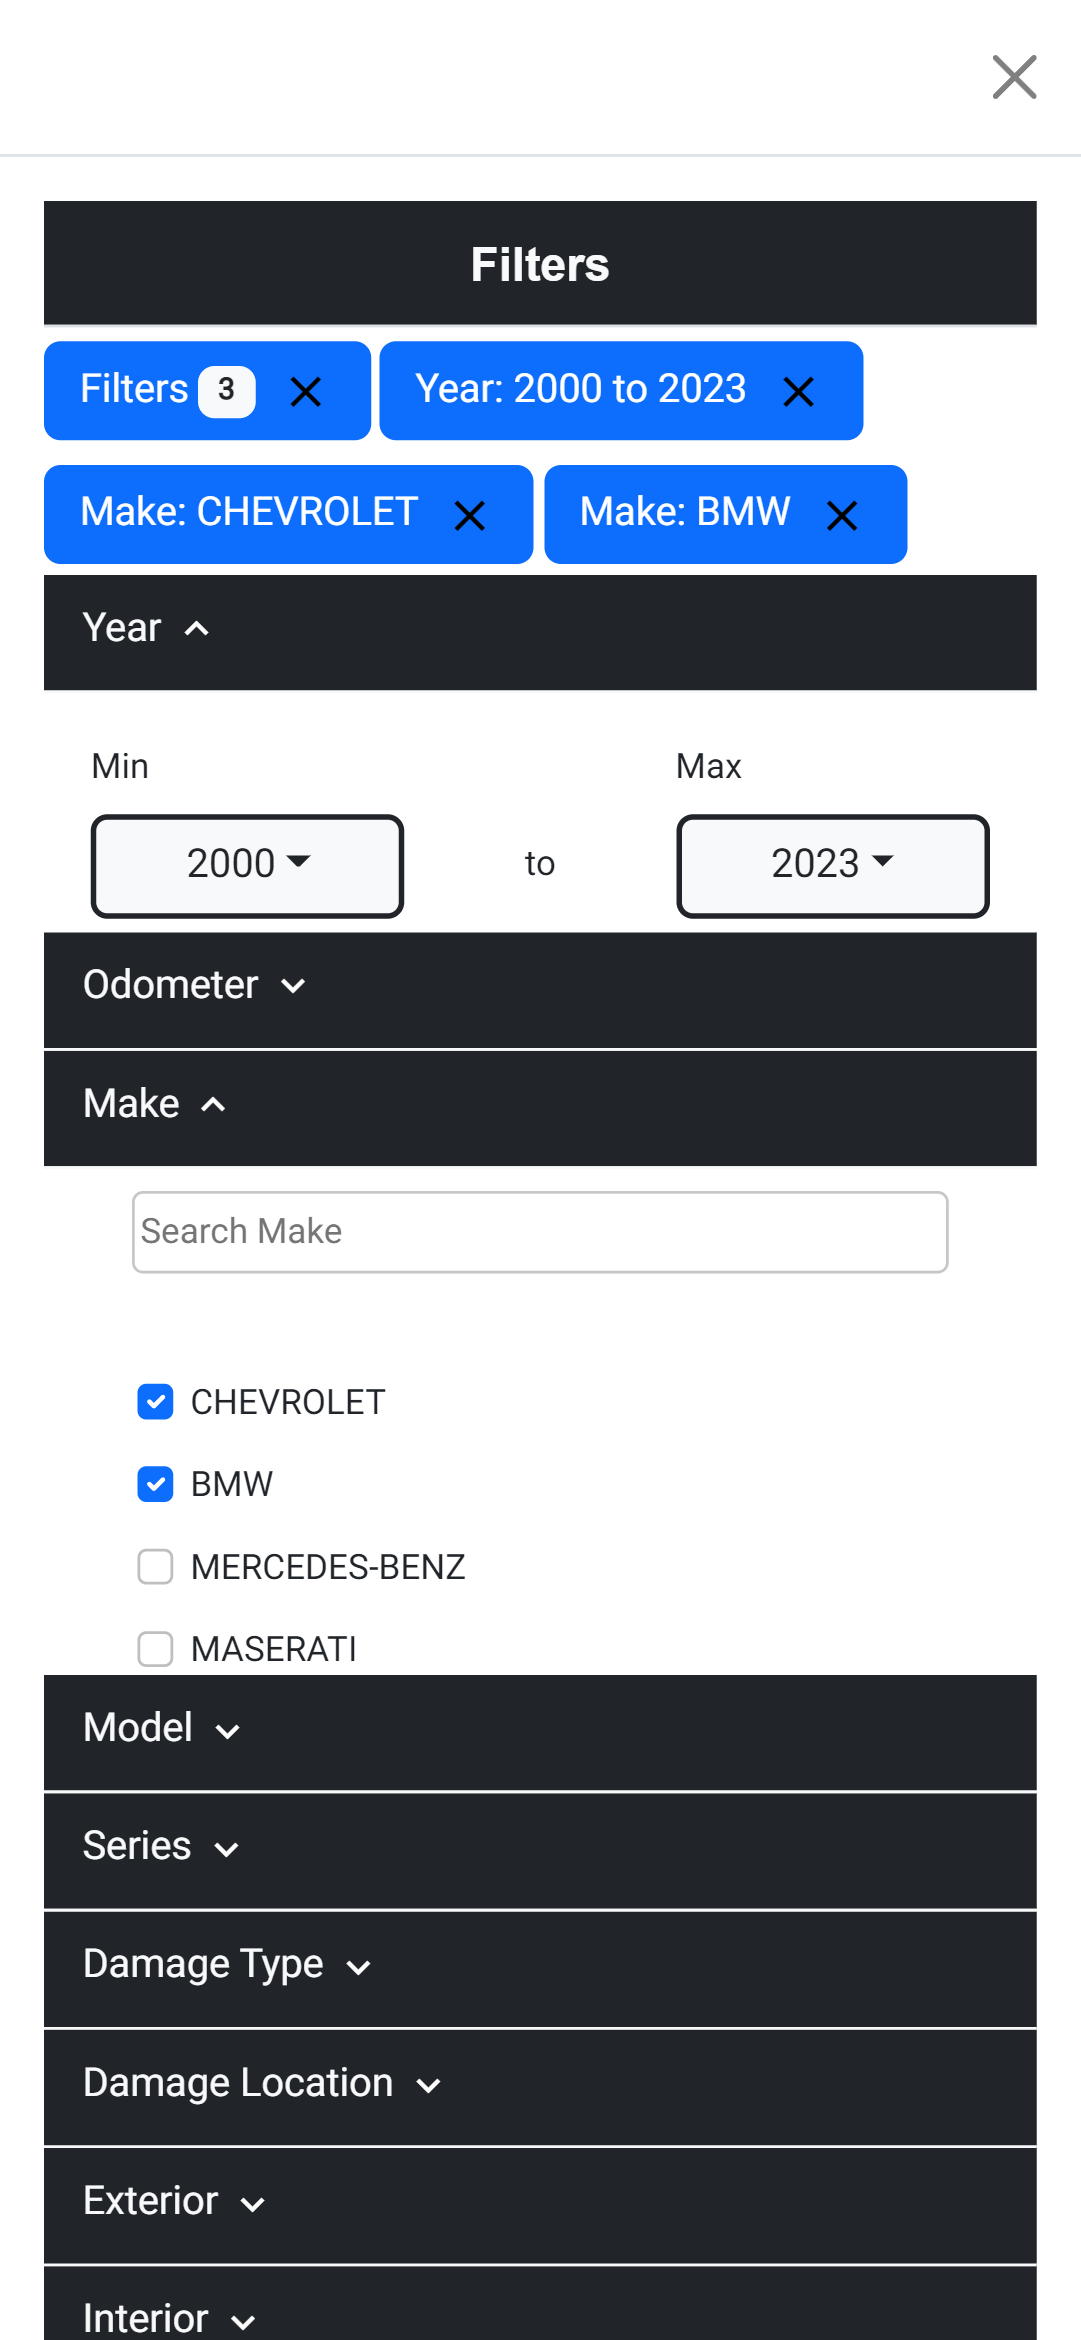 Filters
Filters 3
Year: 2000 to 2023
Make: CHEVROLET
Make: BMW
Year
Min
Max
2000
to
2023
Odometer
Make
Search Make
CHEVROLET
BMW
MERCEDES-BENZ
MASERATI
Model
Series
Damage Type
Damage Location
Exterior
Interior